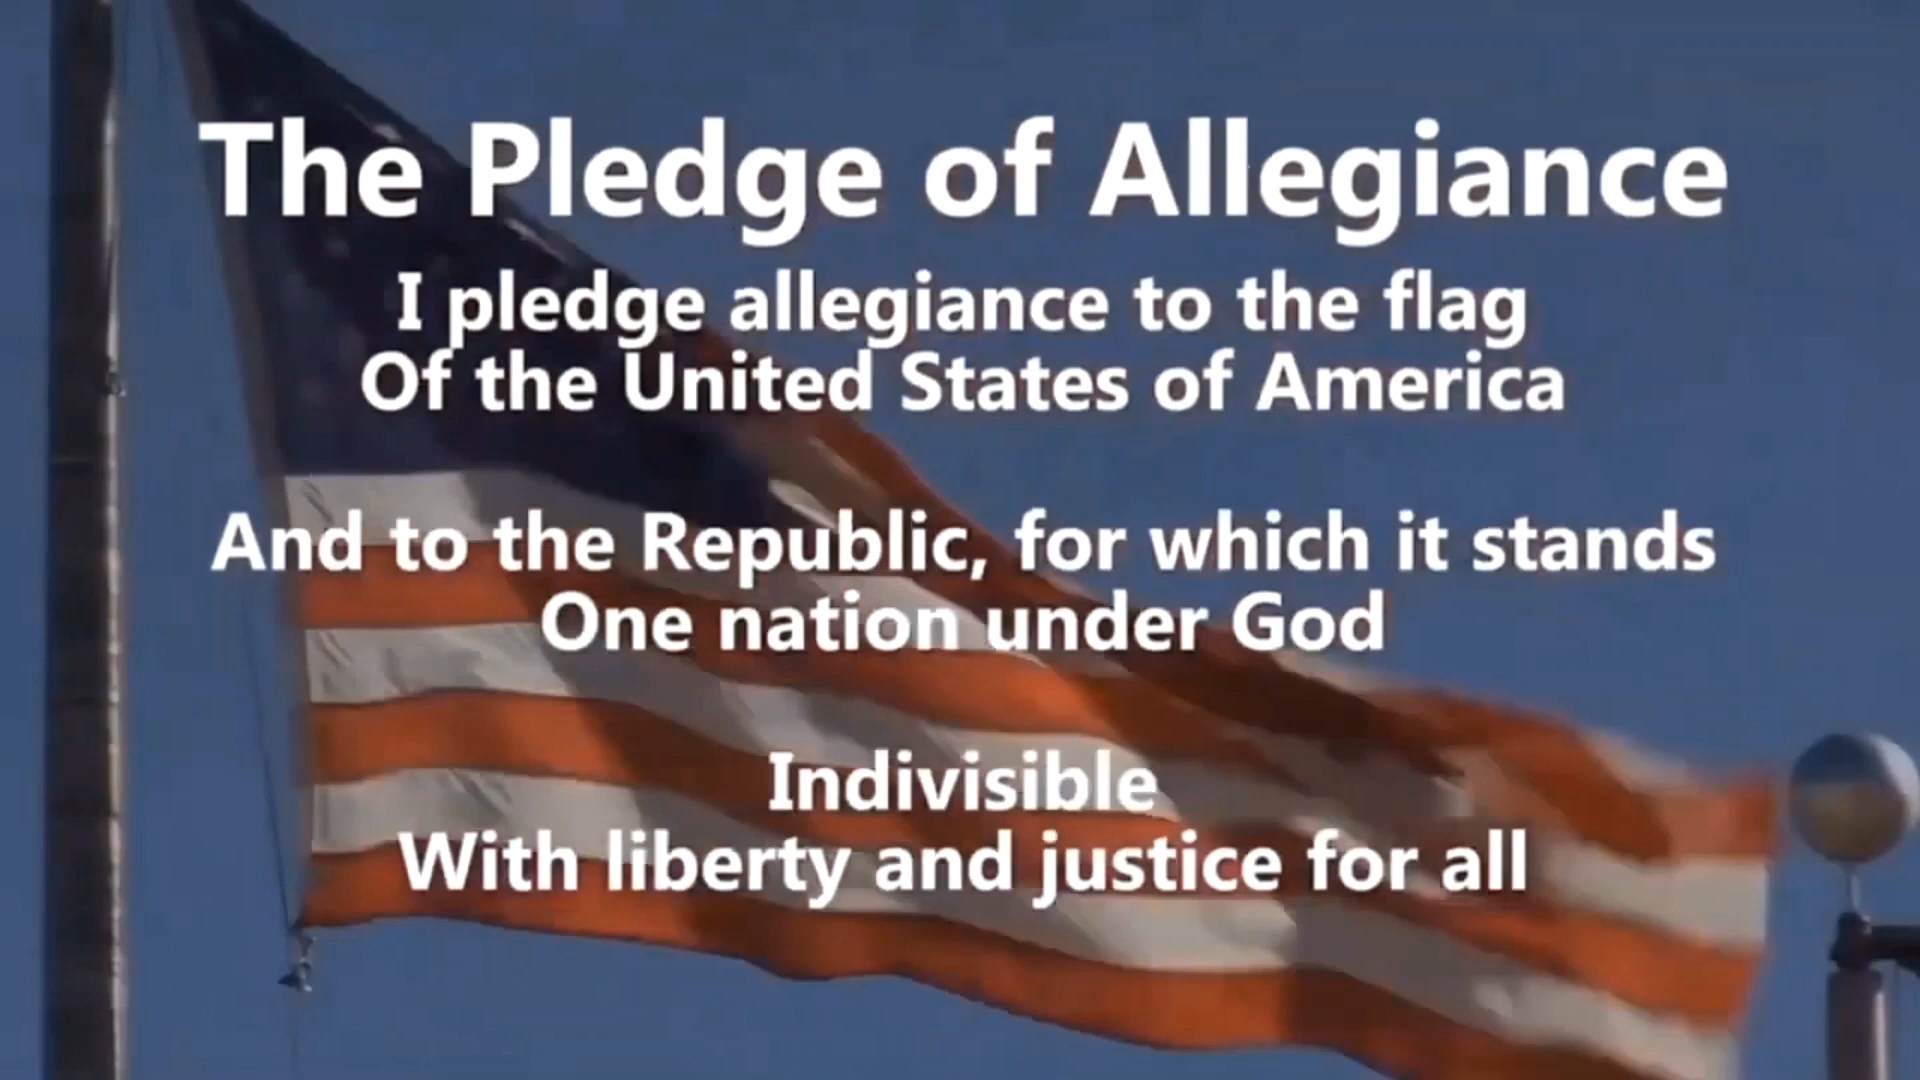 The Pledge of Allegiance
I pledge allegiance to the flag
Of the United States of America
And to the Republic, for which it stands
One nation under God
Indivisible
With liberty and justice for all